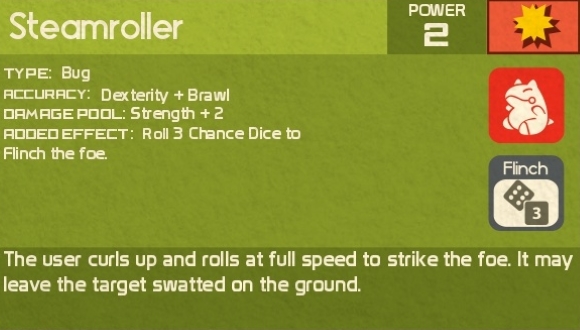 Steamroller
POWER
2
TYPE: Bug
ACCURACY: Dexterity + Brawl
DAMAGE POOL: Strength + 2
ADDED EFFECT: Roll 3 Chance Dice to
Flinch the foe.
Flinch
3
The user curls up and rolls at full speed to strike the foe. It may
leave the target swatted on the ground.